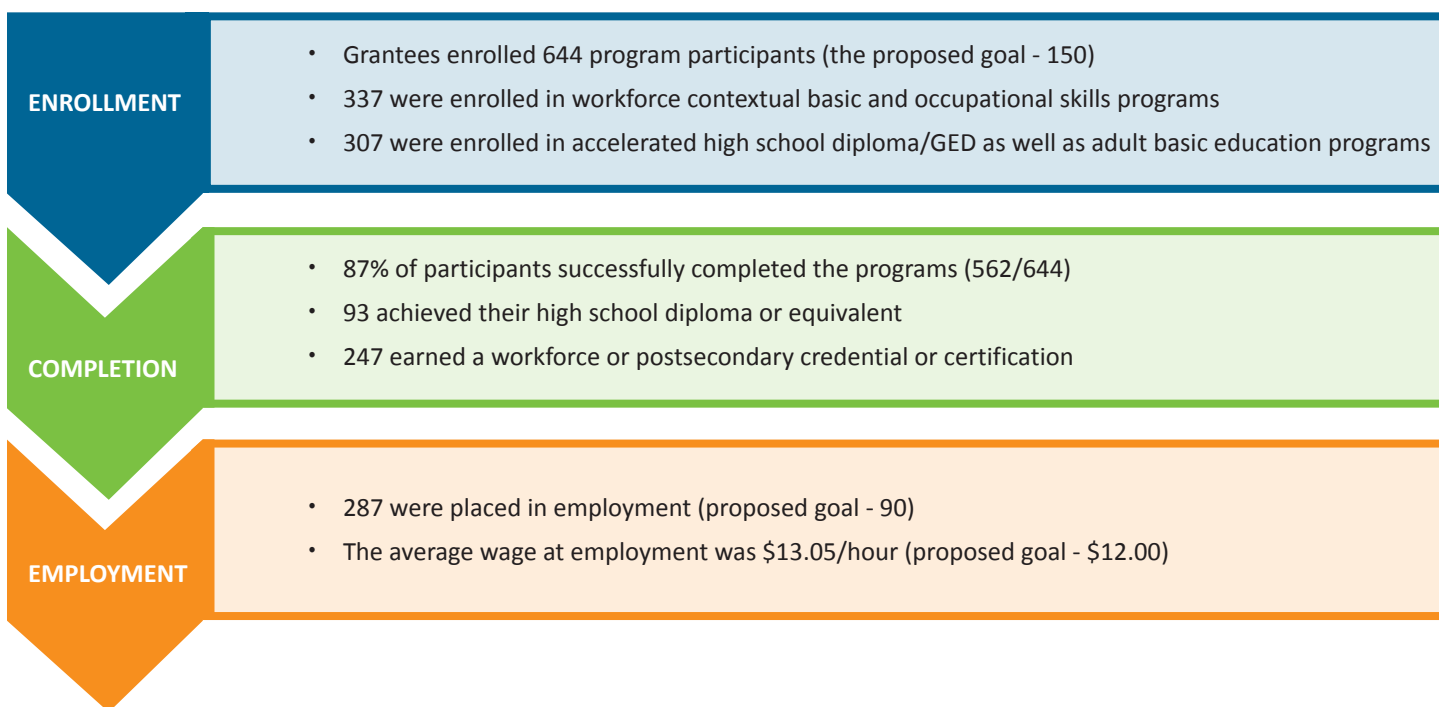 ENROLLMENT
• Grantees enrolled 644 program participants (the proposed goal - 150)
• 337 were enrolled in workforce contextual basic and occupational skills programs
• 307 were enrolled in accelerated high school diploma/GED as well as adult basic education programs
COMPLETION
• 87% of participants successfully completed the programs (562/644)
• 93 achieved their high school diploma or equivalent
• 247 earned a workforce or postsecondary credential or certification
EMPLOYMENT
• 287 were placed in employment (proposed goal - 90)
• The average wage at employment was $13.05/hour (proposed goal - $12.00)